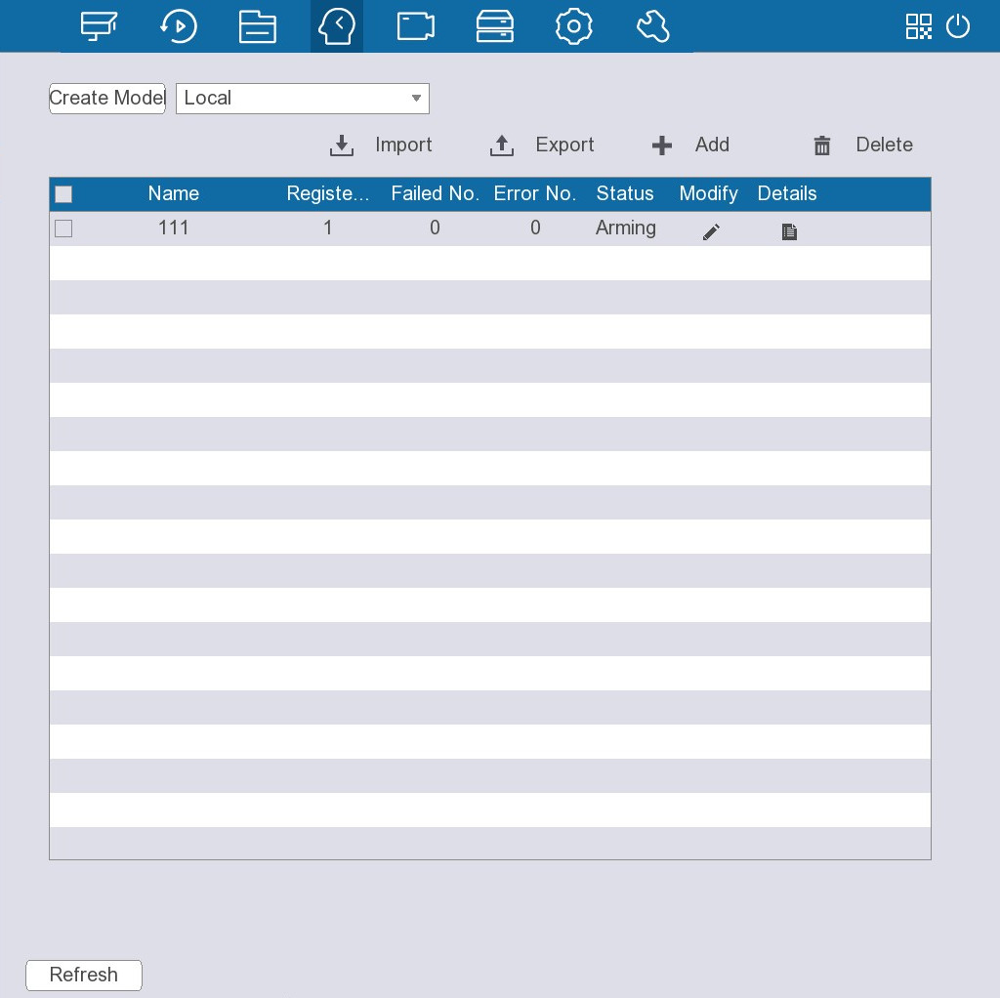 Create Model Local
Import Export Add Delete
Name Registe... Failed No. Error No. Status Modify Details
111 1 0 0 Arming
Refresh